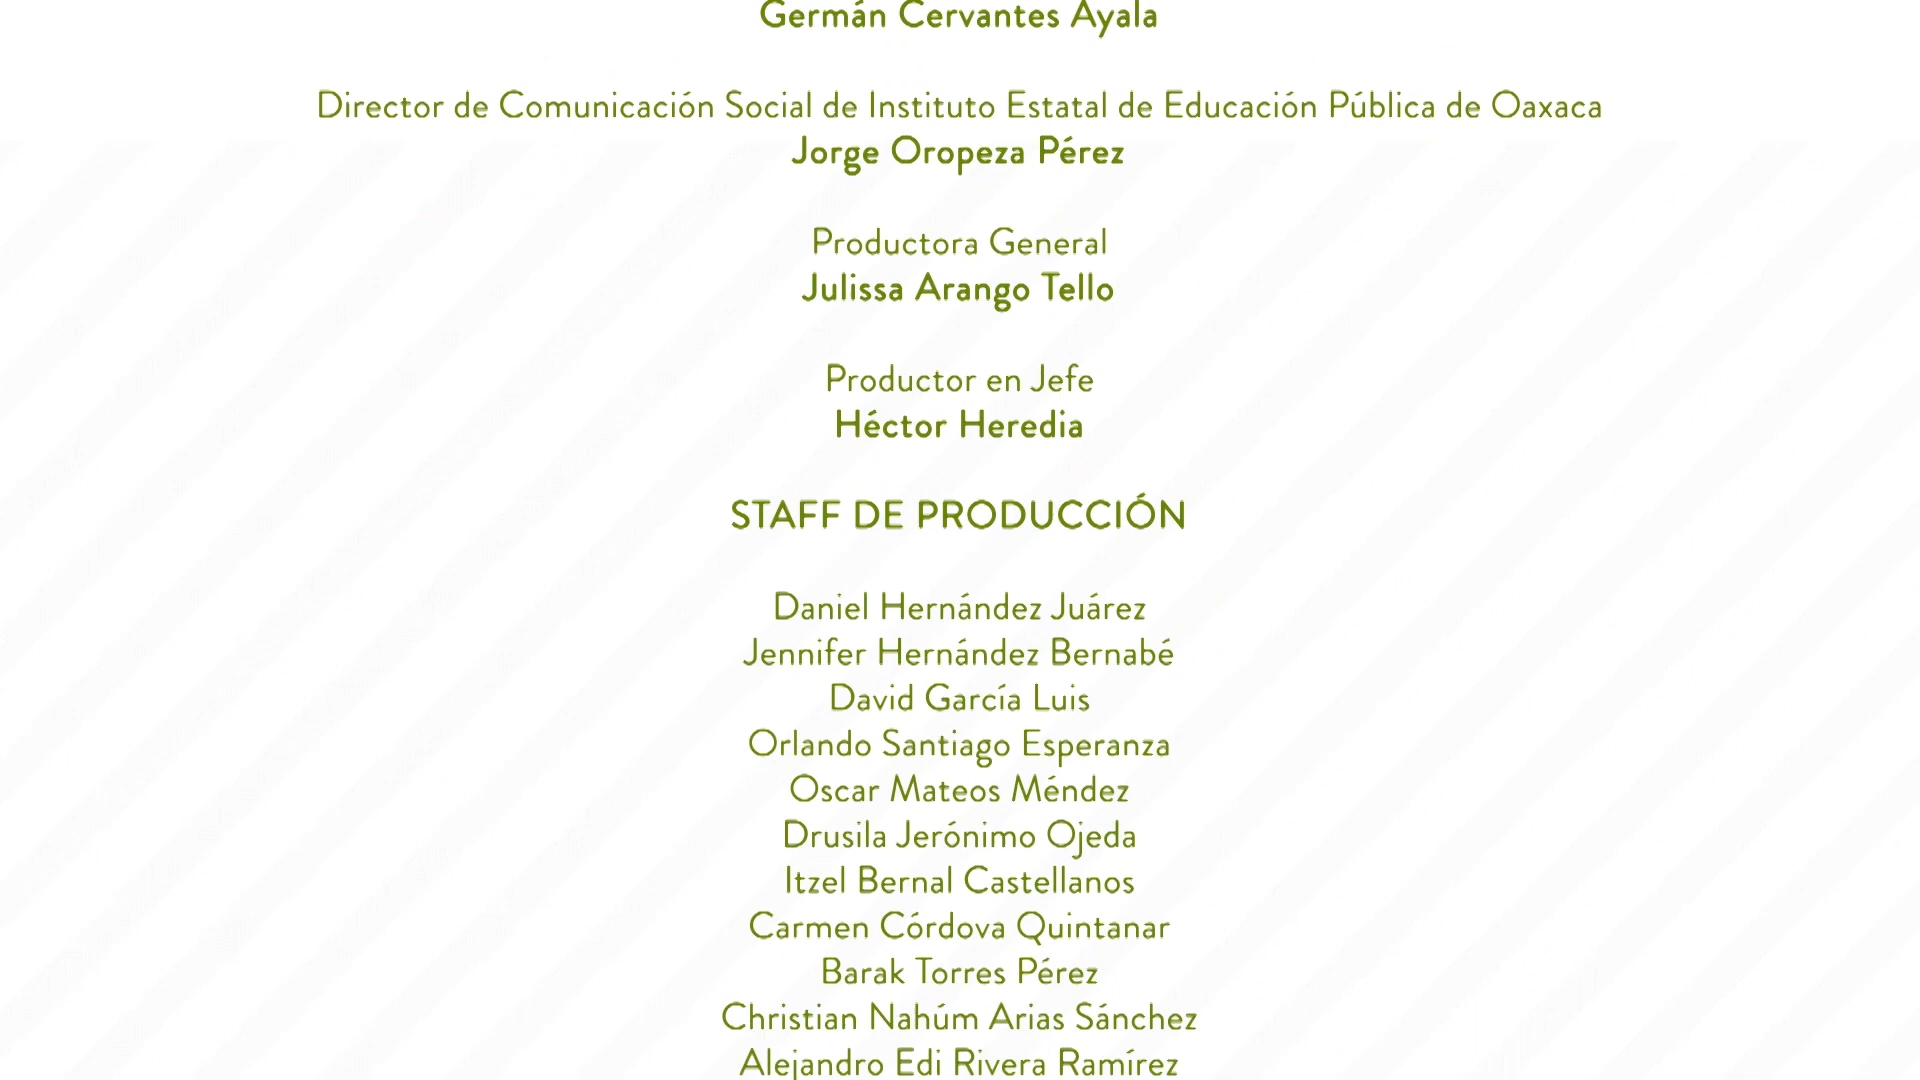 Germán Cervantes Ayala
Director de Comunicación Social de Instituto Estatal de Educación Pública de Oaxaca
Jorge Oropeza Pérez
Productora General
Julissa Arango Tello
Productor en Jefe
Héctor Heredia
STAFF DE PRODUCCIÓN
Daniel Hernández Juárez
Jennifer Hernández Bernabé
David García Luis
Orlando Santiago Esperanza
Oscar Mateos Méndez
Drusila Jerónimo Ojeda
Itzel Bernal Castellanos
Carmen Córdova Quintanar
Barak Torres Pérez
Christian Nahúm Arias Sánchez
Alejandro Edi Rivera Ramírez